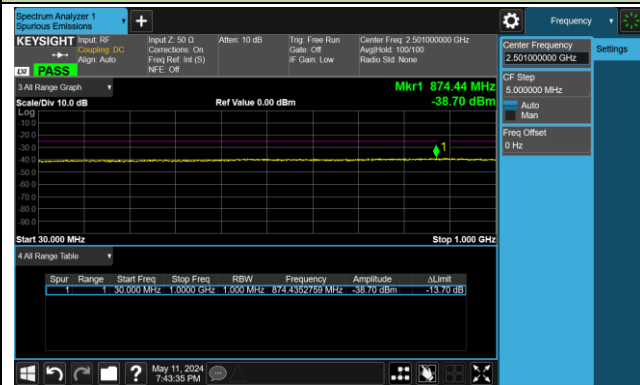 Spectrum Analyzer 1
Spurious Emissions
Frequency
KEYSIGHT
Input: RF
Coupling: DC
Align: Auto
Input Z: 50 Ω
Corrections: On
Freq Ref: Int (S)
NFE: Off
Atten: 10 dB
Trig: Free Run
Gate: Off
IF Gain: Low
Center Freq: 2.501000000 GHz
Avg|Hold: 100/100
Radio Std: None
PASS
Center Frequency
2.501000000 GHz
Settings
CF Step
5.000000 MHz
Auto
Man
Freq Offset
0 Hz
3 All Range Graph
Mkr1 874.44 MHz
Scale/Div 10.0 dB
Ref Value 0.00 dBm
-38.70 dBm
Log
-10.0
-20.0
-30.0
-40.0
-50.0
-60.0
-70.0
-80.0
-90.0
1
Start 30.000 MHz
Stop 1.000 GHz
4 All Range Table
Spur Range Start Freq Stop Freq RBW Frequency Amplitude ΔLimit
1 1 30.000 MHz 1.0000 GHz 1.000 MHz 874.4352759 MHz -38.70 dBm -13.70 dB
?
May 11, 2024
7:43:35 PM